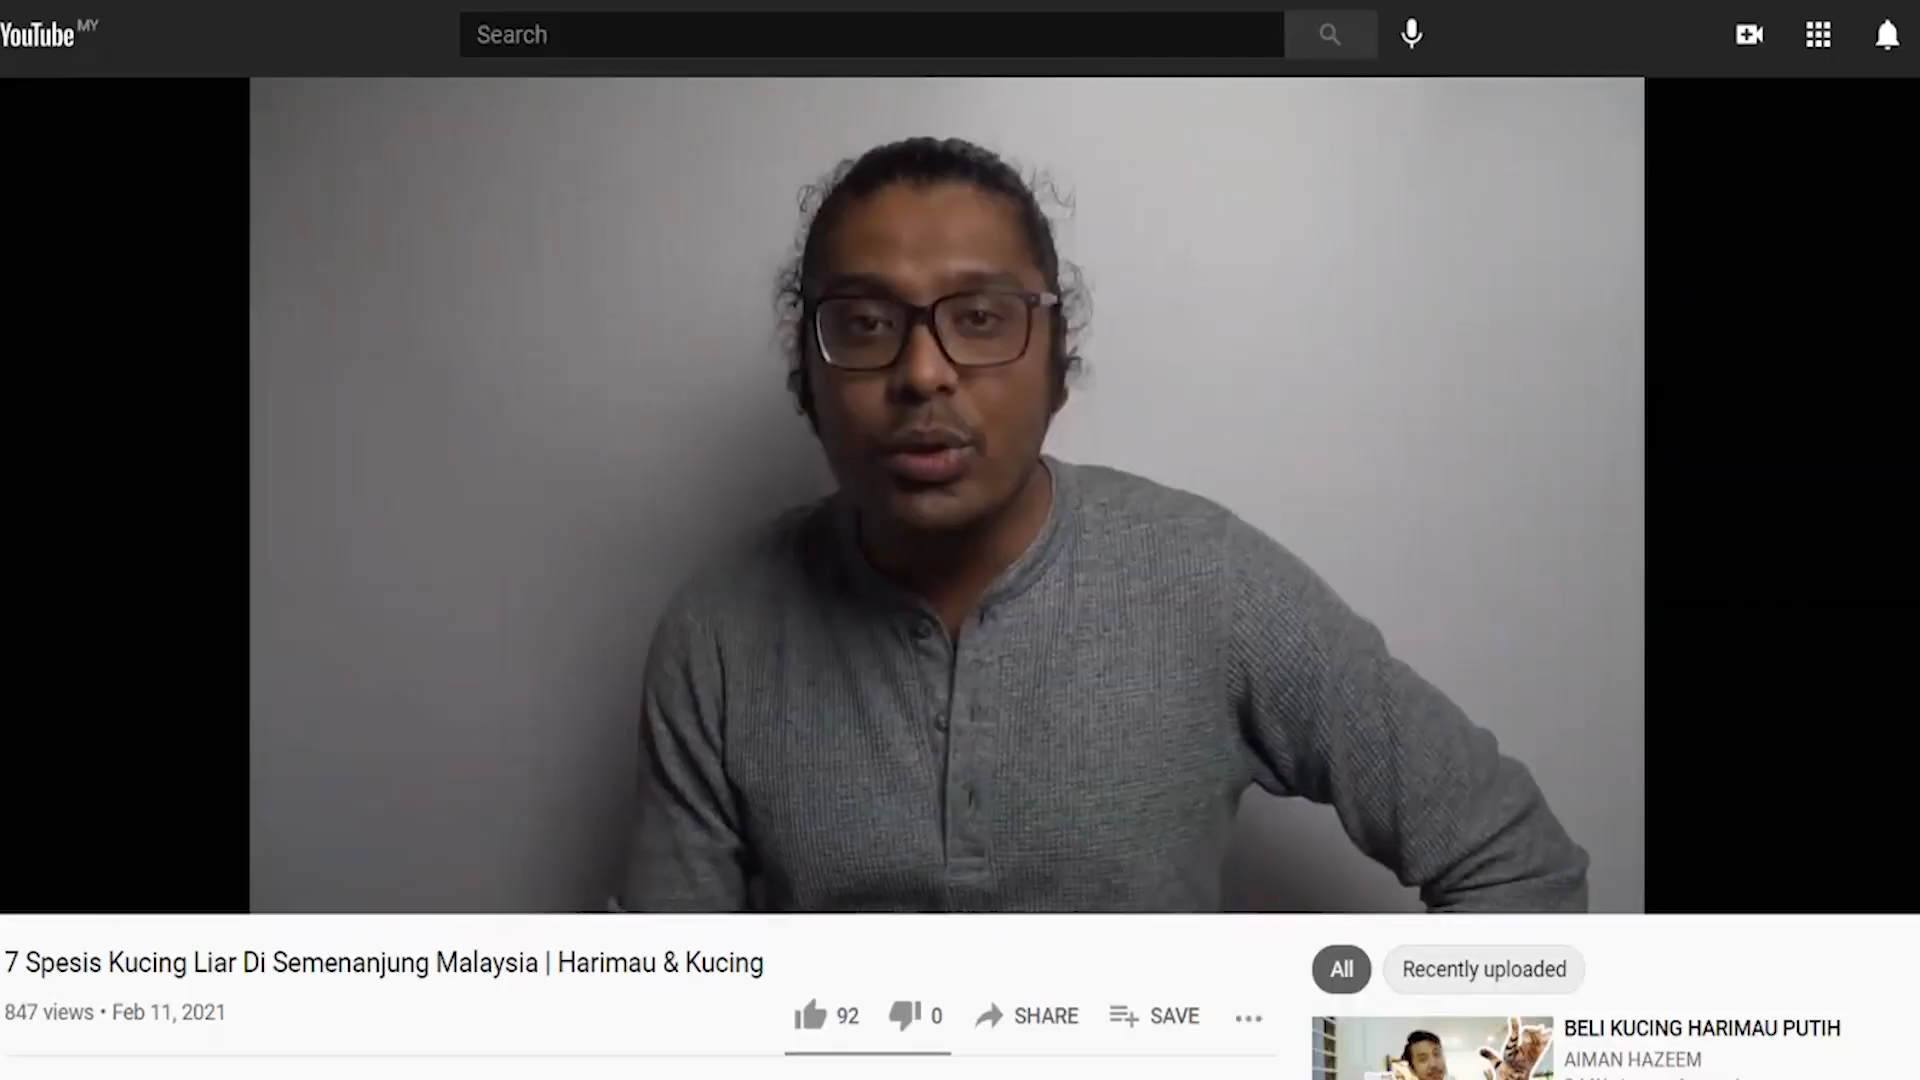 YouTube MY
Search
7 Spesis Kucing Liar Di Semenanjung Malaysia | Harimau & Kucing
847 views • Feb 11, 2021
92
0
SHARE
SAVE
All
Recently uploaded
BELI KUCING HARIMAU PUTIH
AIMAN HAZEEM